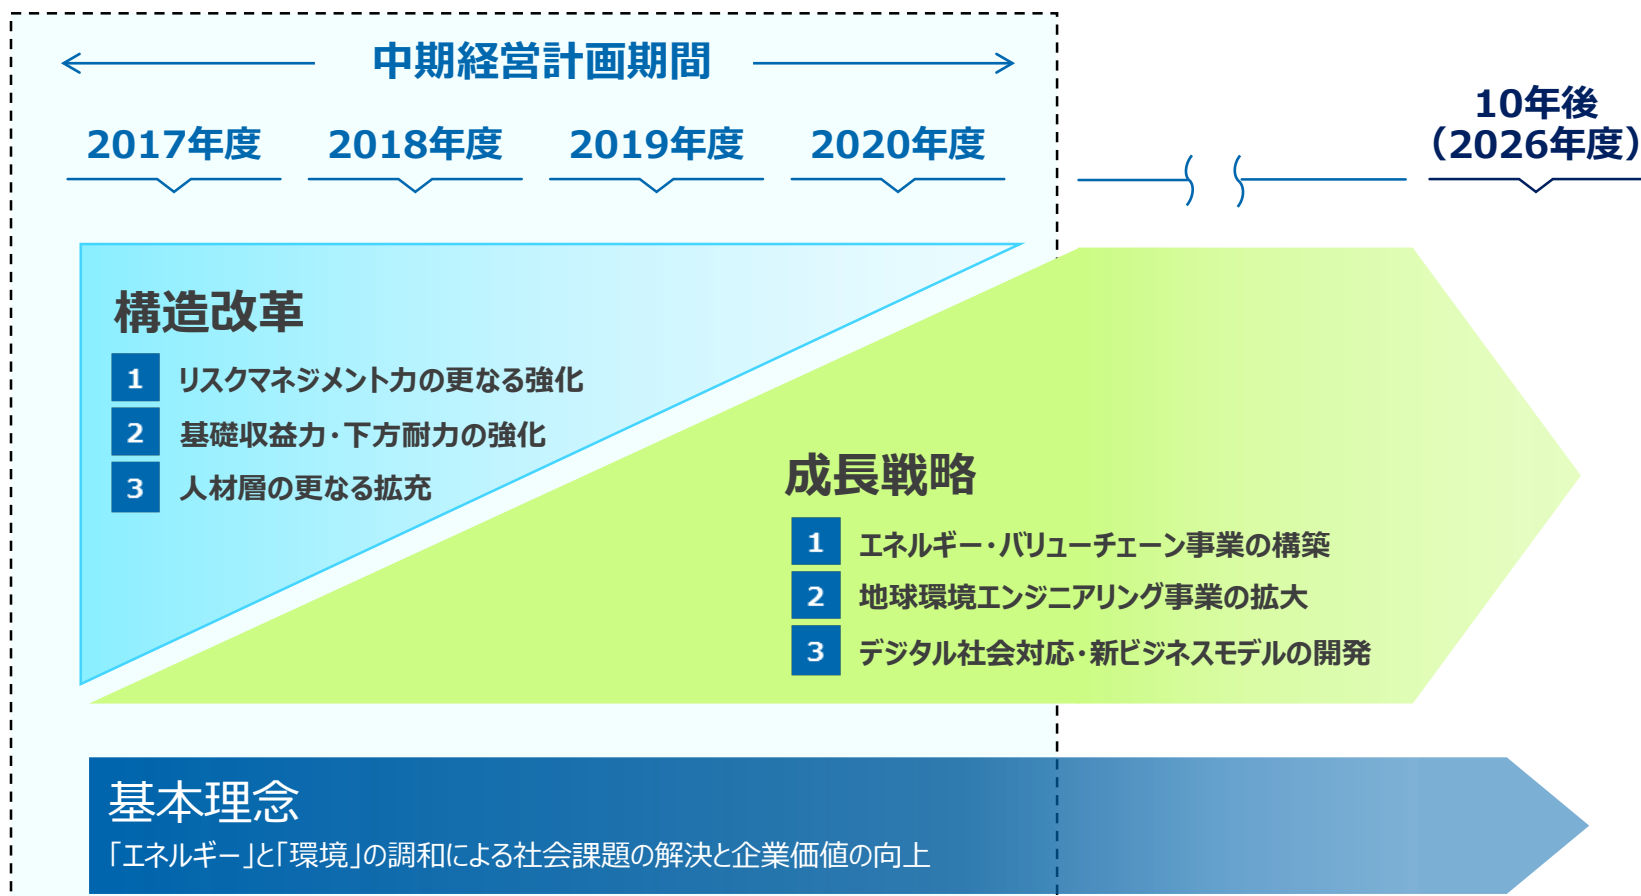 中期経営計画期間
2017年度
2018年度
2019年度
2020年度
10年後
（2026年度）
構造改革
1 リスクマネジメント力の更なる強化
2 基礎収益力・下方耐力の強化
3 人材層の更なる拡充
成長戦略
1 エネルギー・バリューチェーン事業の構築
2 地球環境エンジニアリング事業の拡大
3 デジタル社会対応・新ビジネスモデルの開発
基本理念
「エネルギー」と「環境」の調和による社会課題の解決と企業価値の向上